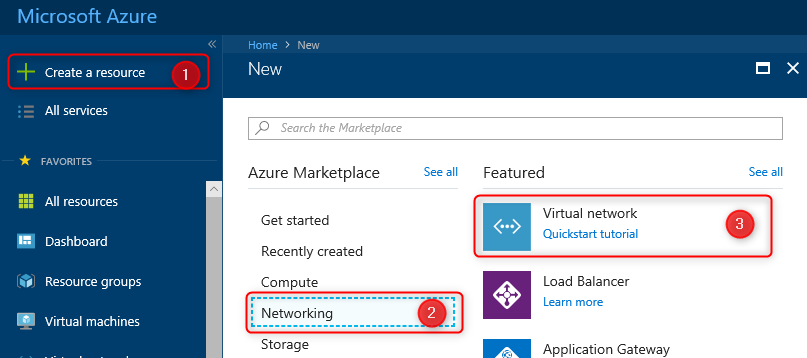 Microsoft Azure
«
Home > New
Create a resource 1
New
All services
Search the Marketplace
FAVORITES
Azure Marketplace See all Featured See all
All resources
Get started
Virtual network
Quickstart tutorial
3
Dashboard
Recently created
Resource groups
Compute
Load Balancer
Learn more
Virtual machines
Networking 2
Storage
Application Gateway